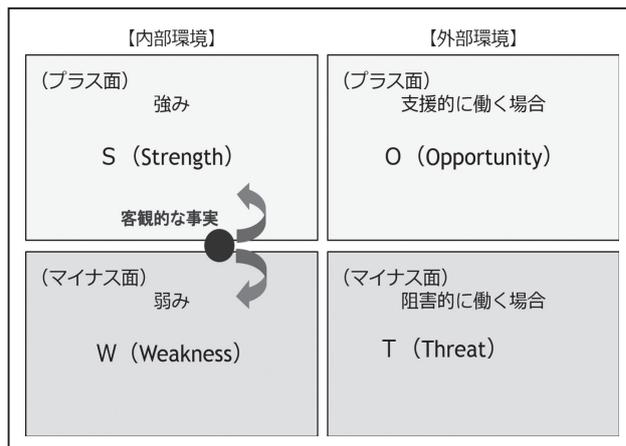 【内部環境】
【外部環境】
（プラス面）
強み
S（Strength）
（プラス面）
支援的に働く場合
O（Opportunity）
客観的な事実
（マイナス面）
弱み
W（Weakness）
（マイナス面）
阻害的に働く場合
T（Threat）